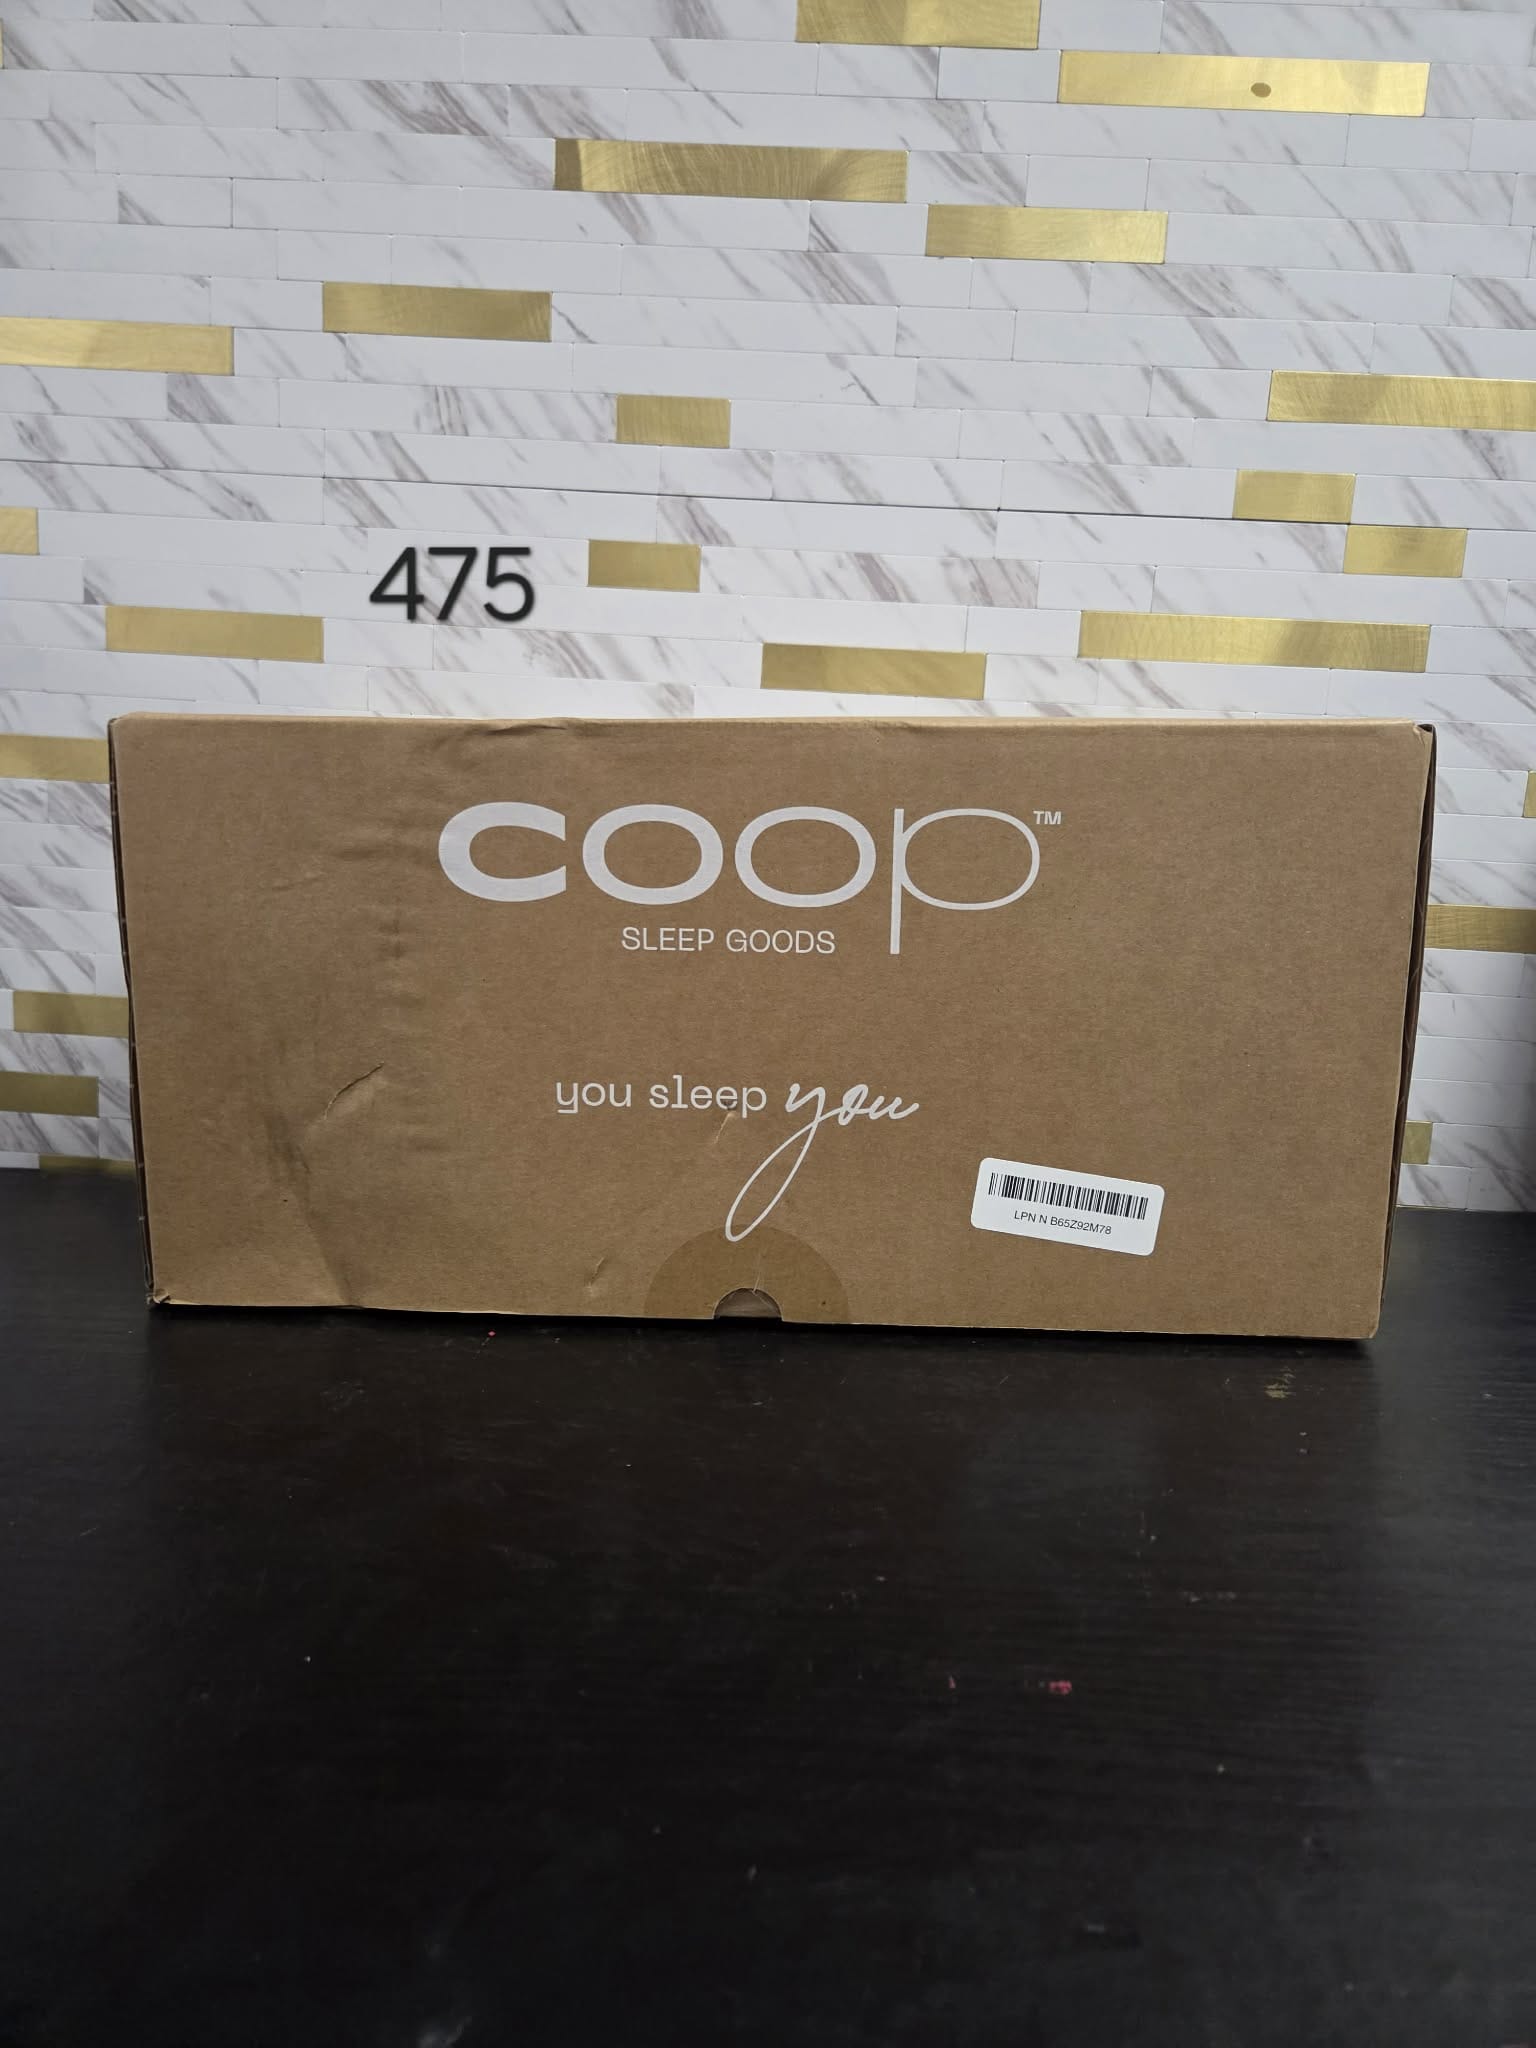 475
coop™
SLEEP GOODS
you sleep you
LPN N B65Z92M78